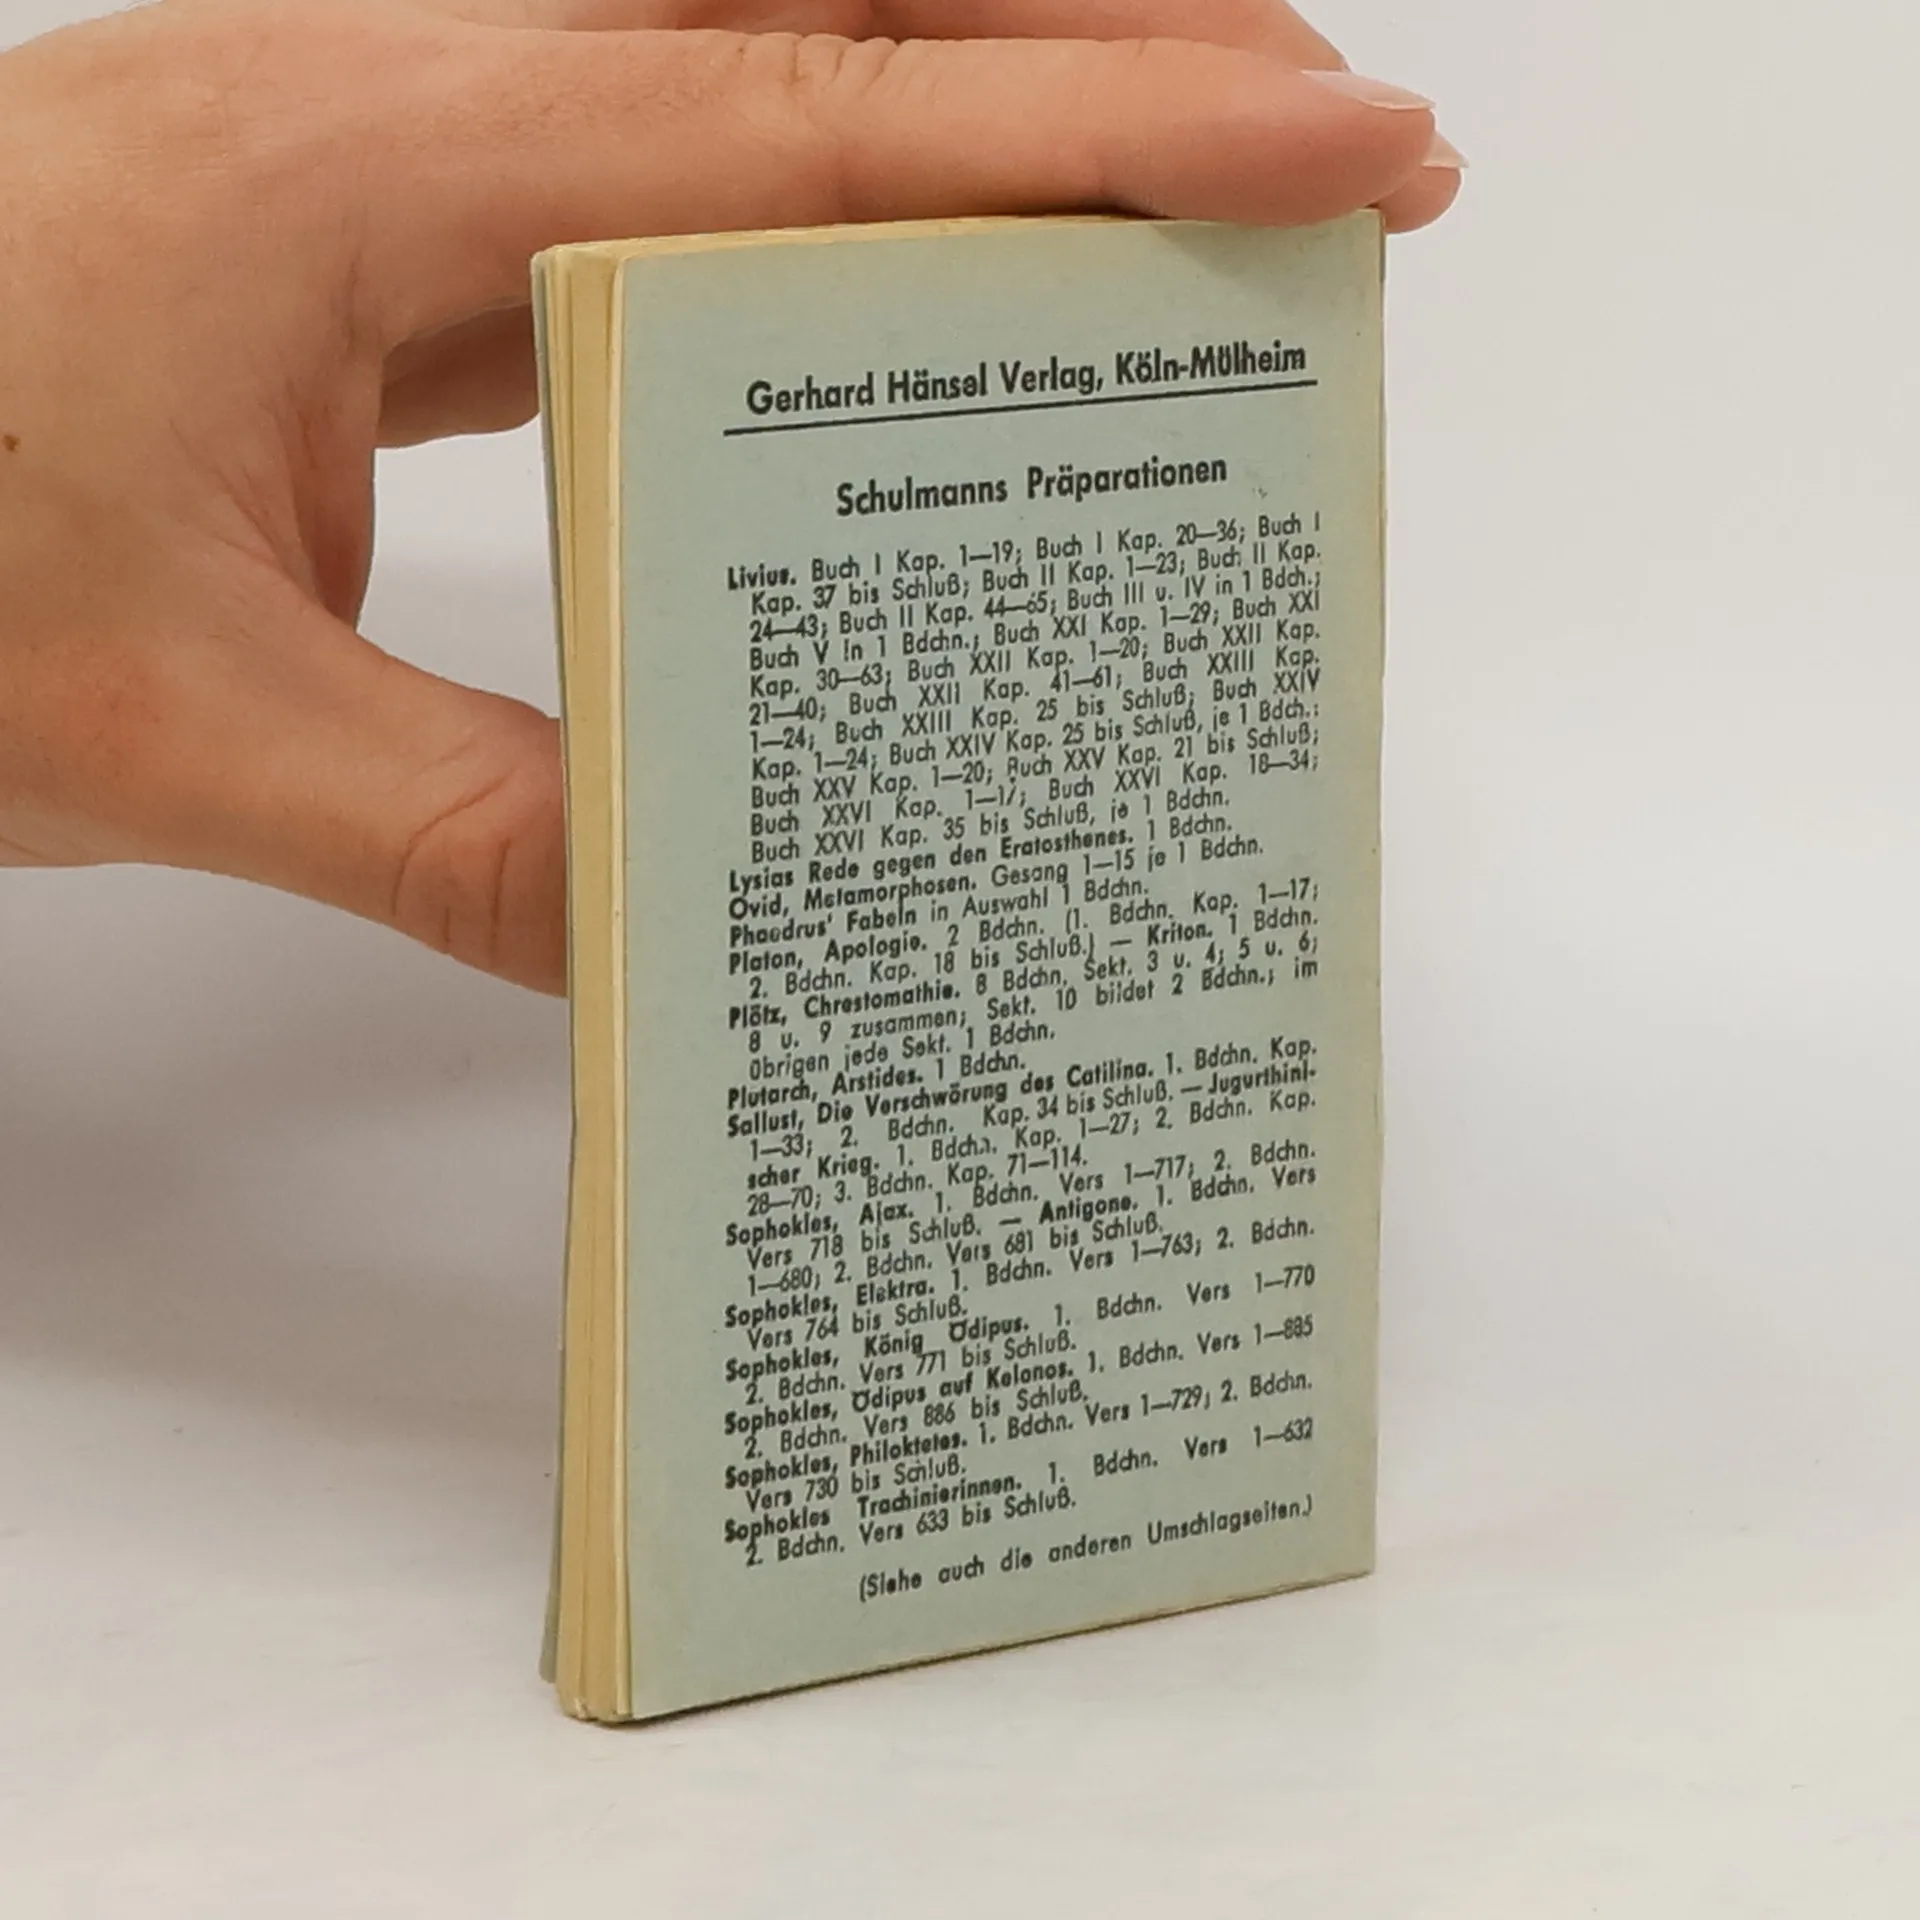 Gerhard Hänsel Verlag, Köln-Mülheim
Schulmanns Präparationen
Livius. Buch I Kap. 1—19; Buch I Kap. 20—36; Buch I
Kap. 37 bis Schluß; Buch II Kap. 1—23; Buch II Kap.
24—43; Buch II Kap. 44—65; Buch III u. IV in 1 Bdch.;
Buch V in 1 Bdchn.; Buch XXI Kap. 1—29; Buch XXI
Kap. 30—63; Buch XXII Kap. 1—20; Buch XXII Kap.
21—40; Buch XXII Kap. 41—61; Buch XXIII Kap.
1—24; Buch XXIII Kap. 25 bis Schluß; Buch XXIV
Kap. 1—24; Buch XXIV Kap. 25 bis Schluß, je 1 Bdch.:
Buch XXV Kap. 1—20; Buch XXV Kap. 21 bis Schluß;
Buch XXVI Kap. 1—17; Buch XXVI Kap. 18—34;
Buch XXVI Kap. 35 bis Schluß, je 1 Bdchn.
Lysias Rede gegen den Eratosthenes. 1 Bdchn.
Ovid, Metamorphosen. Gesang 1—15 je 1 Bdchn.
Phaedrus' Fabeln in Auswahl 1 Bdchn.
Platon, Apologie. 2 Bdchn. (1. Bdchn. Kap. 1—17;
2. Bdchn. Kap. 18 bis Schluß.) — Kriton. 1 Bdchn.
Plötz, Chrestomathie. 8 Bdchn. Sekt. 3 u. 4; 5 u. 6;
8 u. 9 zusammen; Sekt. 10 bildet 2 Bdchn.; im
übrigen jede Sekt. 1 Bdchn.
Plutarch, Arstides. 1 Bdchn.
Sallust, Die Verschwörung des Catilina. 1. Bdchn. Kap.
1—33; 2. Bdchn. Kap. 34 bis Schluß. — Jugurthini-
scher Krieg. 1. Bdchn. Kap. 1—27; 2. Bdchn. Kap.
28—70; 3. Bdchn. Kap. 71—114.
Sophokles, Ajax. 1. Bdchn. Vers 1—717; 2. Bdchn.
Vers 718 bis Schluß. — Antigone. 1. Bdchn. Vers
1—680; 2. Bdchn. Vers 681 bis Schluß.
Sophokles, Elektra. 1. Bdchn. Vers 1—763; 2. Bdchn.
Vers 764 bis Schluß.
Sophokles, König Ödipus. 1. Bdchn. Vers 1—770
2. Bdchn. Vers 771 bis Schluß.
Sophokles, Ödipus auf Kolonos. 1. Bdchn. Vers 1—885
2. Bdchn. Vers 886 bis Schluß.
Sophokles, Philoktetes. 1. Bdchn. Vers 1—729; 2. Bdchn.
Vers 730 bis Schluß.
Sophokles Trachinierinnen. 1. Bdchn. Vers 1—632
2. Bdchn. Vers 633 bis Schluß.
(Siehe auch die anderen Umschlagseiten.)